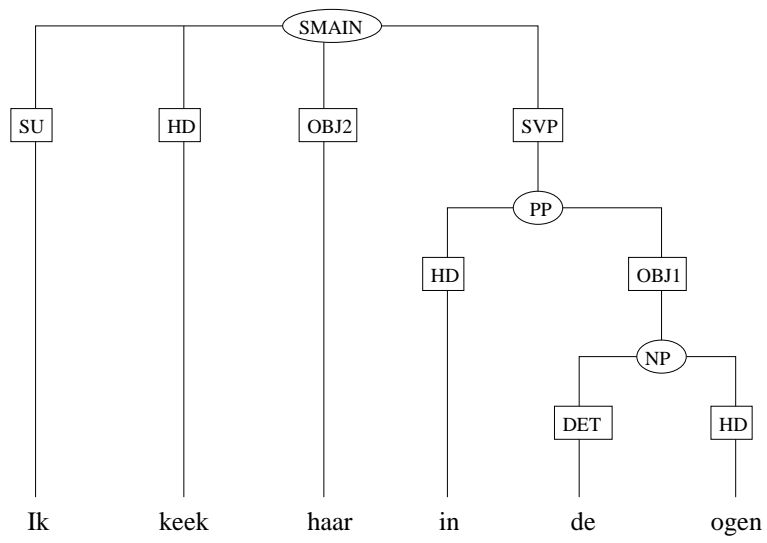 SMAIN
SU HD OBJ2 SVP
PP
HD OBJ1
NP
DET HD
Ik keek haar in de ogen